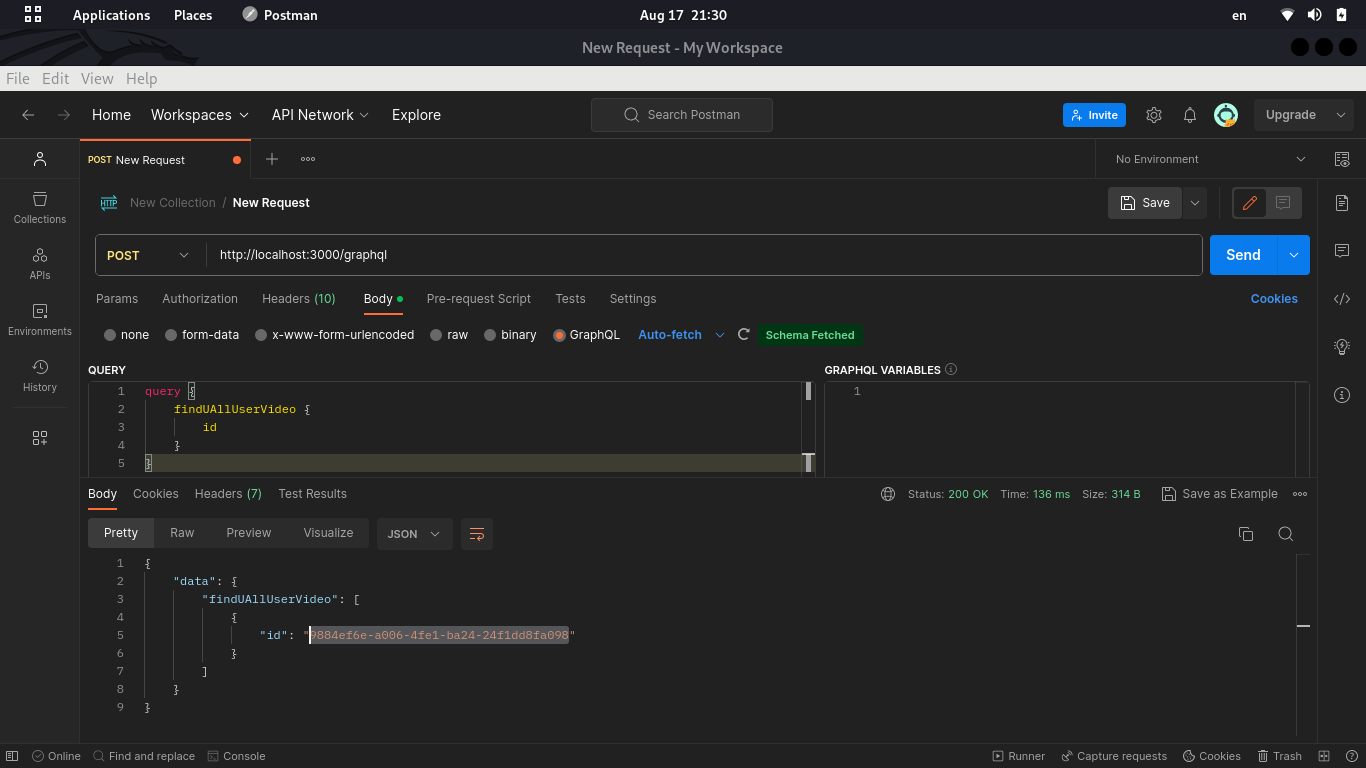 Applications Places Postman Aug 17 21:30 en
New Request - My Workspace
File Edit View Help
Home Workspaces API Network Explore Search Postman Invite Upgrade
POST New Request No Environment
HTTP New Collection / New Request Save
Collections
POST http://localhost:3000/graphql Send
APIs
Params Authorization Headers (10) Body Pre-request Script Tests Settings Cookies
Environments
none form-data x-www-form-urlencoded raw binary GraphQL Auto-fetch Schema Fetched
History
QUERY GRAPHQL VARIABLES
1 query { 1
2 findUAllUserVideo {
3 id
4 }
5 }
Body Cookies Headers (7) Test Results Status: 200 OK Time: 136 ms Size: 314 B Save as Example
Pretty Raw Preview Visualize JSON
1 {
2 "data": {
3 "findUAllUserVideo": [
4 {
5 "id": "9884ef6e-a006-4fe1-ba24-24f1dd8fa098"
6 }
7 ]
8 }
9 }
Online Find and replace Console Runner Capture requests Cookies Trash